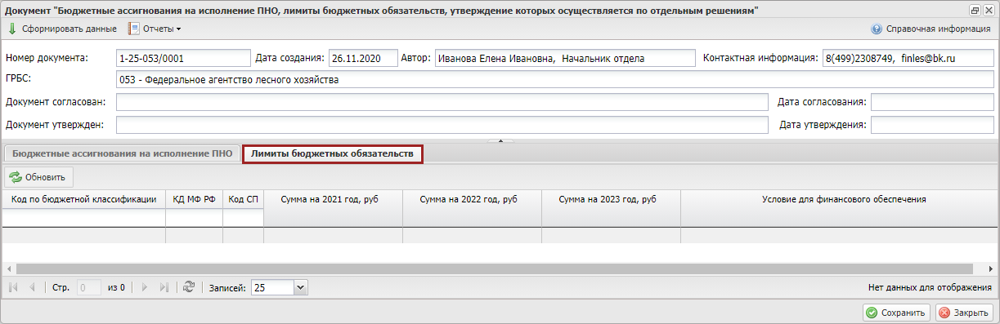 Документ "Бюджетные ассигнования на исполнение ПНО, лимиты бюджетных обязательств, утверждение которых осуществляется по отдельным решениям"
Сформировать данные Отчеты Справочная информация
Номер документа: 1-25-053/0001 Дата создания: 26.11.2020 Автор: Иванова Елена Ивановна, Начальник отдела Контактная информация: 8(499)2308749, finles@bk.ru
ГРБС: 053 - Федеральное агентство лесного хозяйства
Документ согласован: Дата согласования:
Документ утвержден: Дата утверждения:
Бюджетные ассигнования на исполнение ПНО Лимиты бюджетных обязательств
Обновить
Код по бюджетной классификации КД МФ РФ Код СП Сумма на 2021 год, руб Сумма на 2022 год, руб Сумма на 2023 год, руб Условие для финансового обеспечения
Стр. 0 из 0 Записей: 25 Нет данных для отображения
Сохранить Закрыть